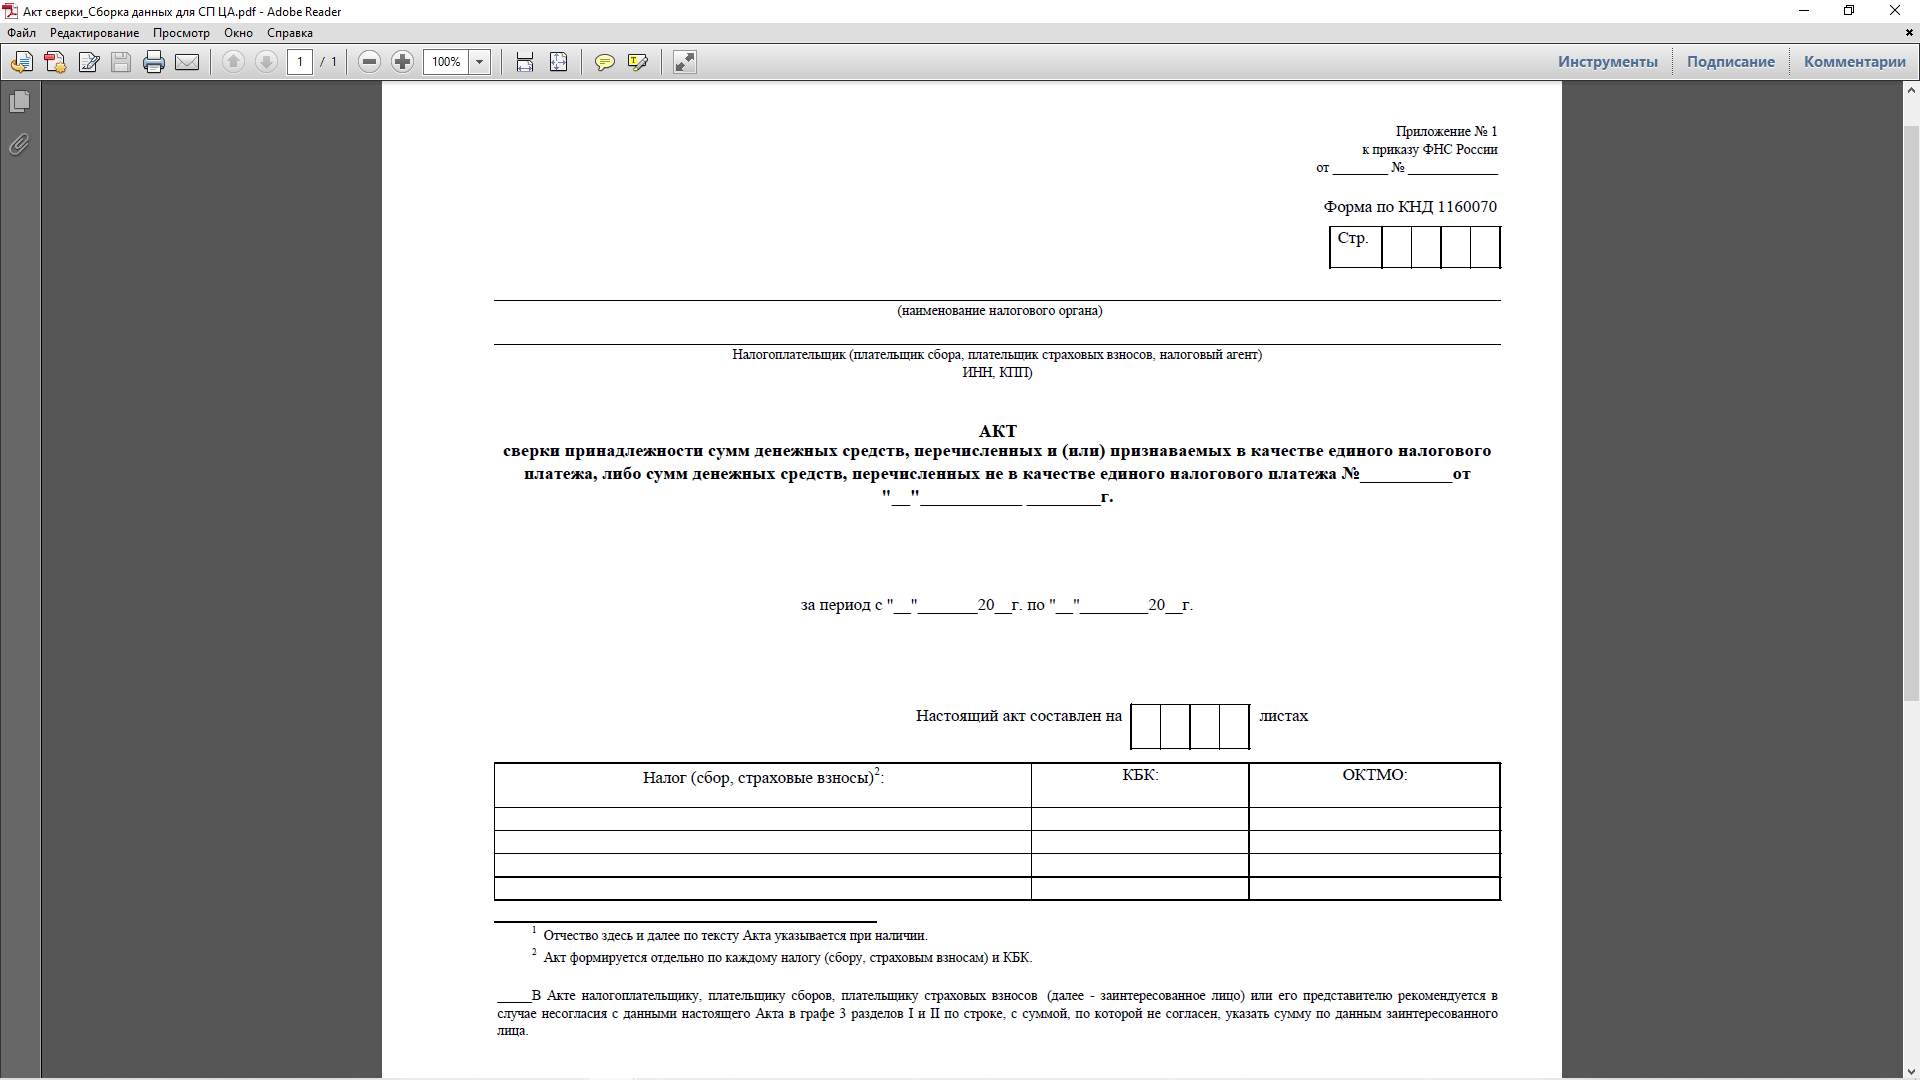 Акт сверки_Сборка данных для СП ЦА.pdf - Adobe Reader
Файл Редактирование Просмотр Окно Справка
1 / 1 100% Инструменты Подписание Комментарии
Приложение № 1
к приказу ФНС России
от ________ № _____________
Форма по КНД 1160070
Стр.
(наименование налогового органа)
Налогоплательщик (плательщик сбора, плательщик страховых взносов, налоговый агент)
ИНН, КПП)
АКТ
сверки принадлежности сумм денежных средств, перечисленных и (или) признаваемых в качестве единого налогового
платежа, либо сумм денежных средств, перечисленных не в качестве единого налогового платежа №__________от
"__"___________ ________г.
за период с "__"_______20__г. по "__"________20__г.
Настоящий акт составлен на листах
Налог (сбор, страховые взносы)2: КБК: ОКТМО:
1 Отчество здесь и далее по тексту Акта указывается при наличии.
2 Акт формируется отдельно по каждому налогу (сбору, страховым взносам) и КБК.
_____В Акте налогоплательщику, плательщику сборов, плательщику страховых взносов (далее - заинтересованное лицо) или его представителю рекомендуется в
случае несогласия с данными настоящего Акта в графе 3 разделов I и II по строке, с суммой, по которой не согласен, указать сумму по данным заинтересованного
лица.